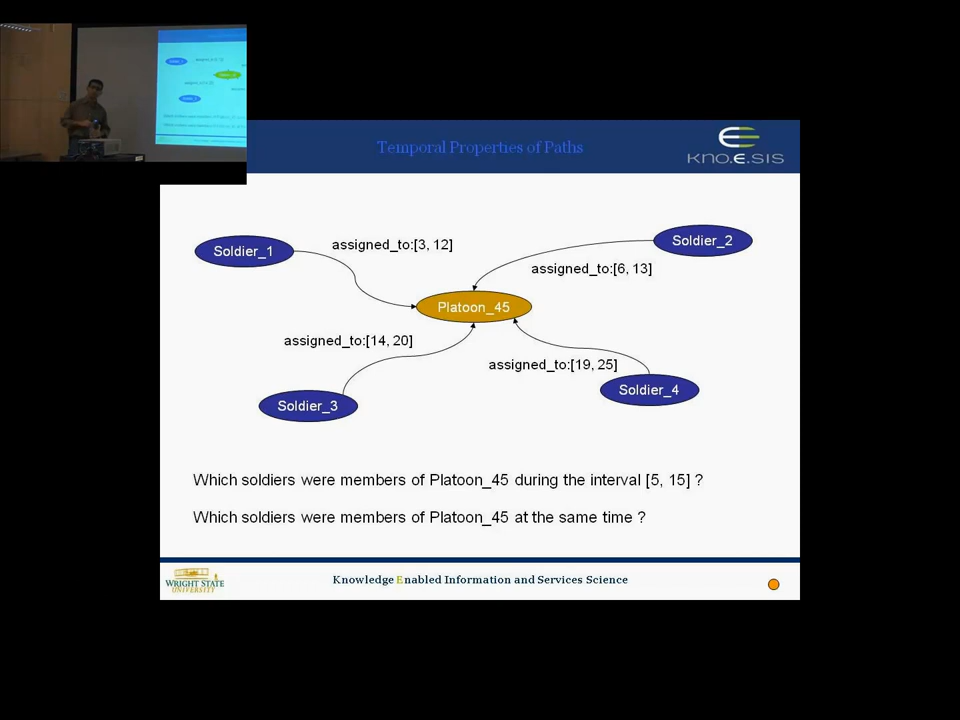 Temporal Properties of Paths
kno.e.sis
Soldier_1
assigned_to:[3, 12]
Soldier_2
assigned_to:[6, 13]
Platoon_45
assigned_to:[14, 20]
assigned_to:[19, 25]
Soldier_3
Soldier_4
Which soldiers were members of Platoon_45 during the interval [5, 15] ?
Which soldiers were members of Platoon_45 at the same time ?
WRIGHT STATE
UNIVERSITY
Knowledge Enabled Information and Services Science